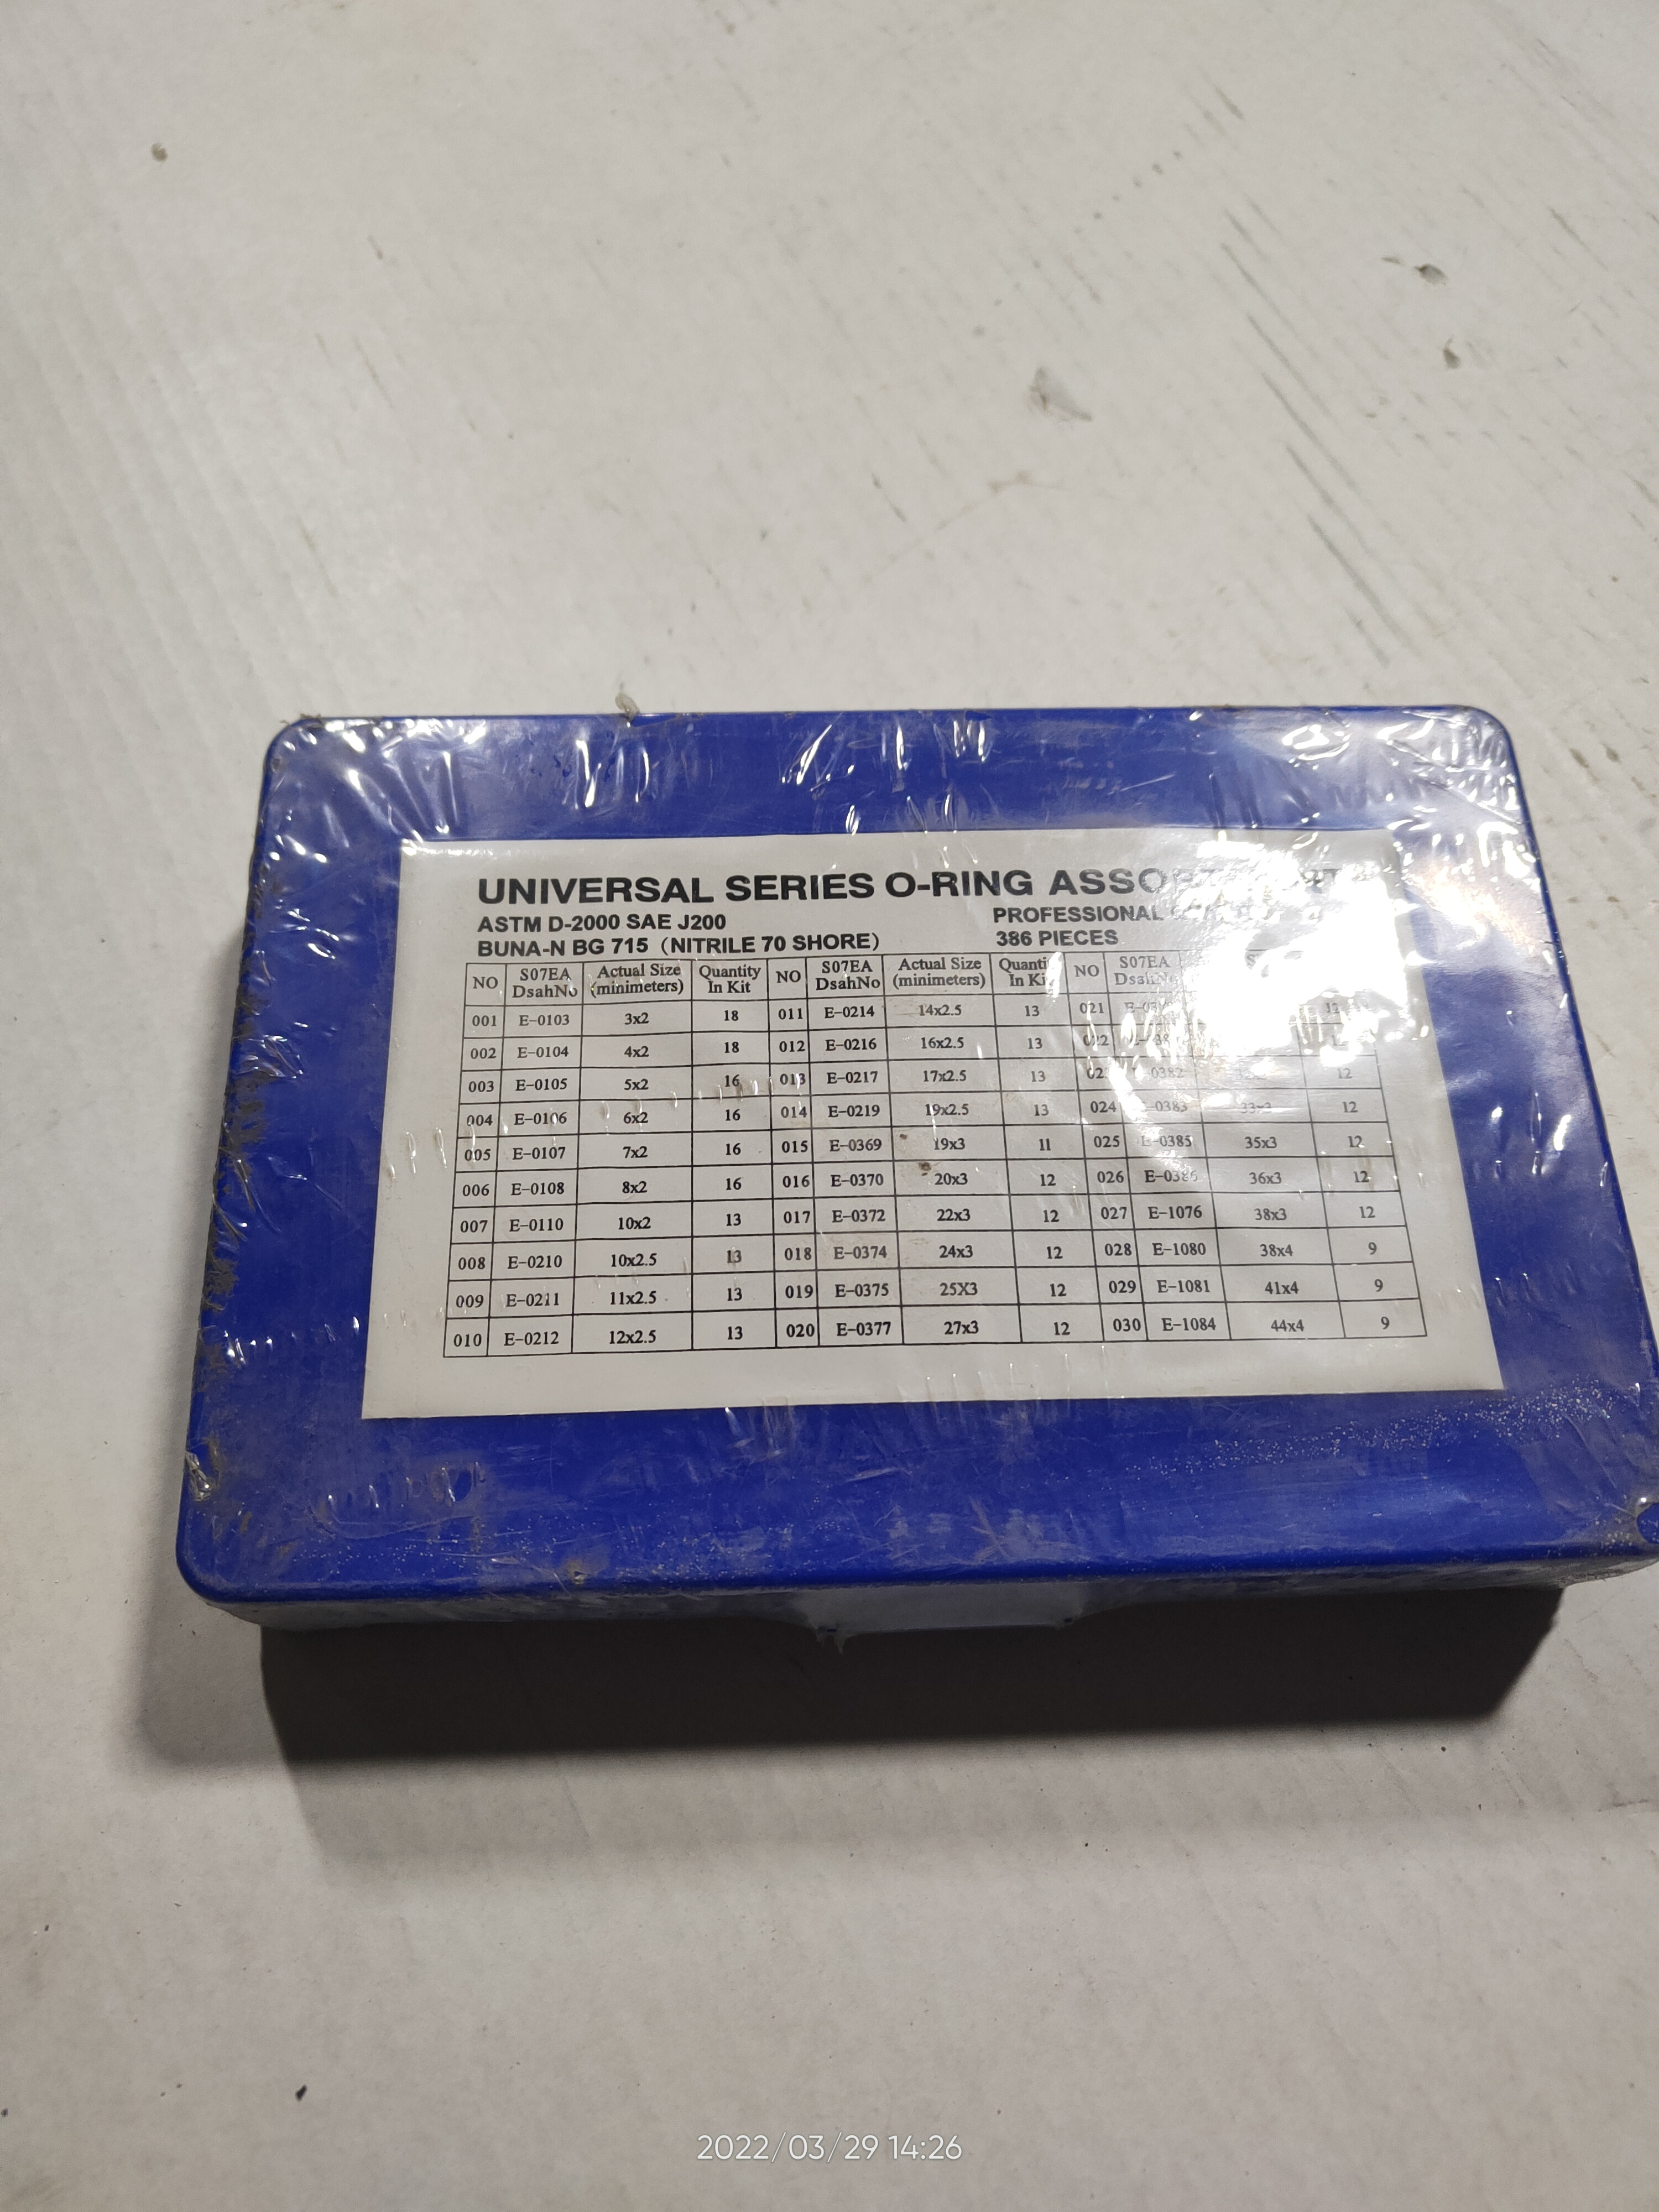 UNIVERSAL SERIES O-RING
ASTM D-2000 SAE J200 PROFESSIONAL
BUNA-N BG 715 (NITRILE 70 SHORE) 386 PIECES
NO S07EA DsahNo Actual Size (minimeters) Quantity In Kit NO S07EA DsahNo Actual Size (minimeters) In Kit NO S07EA
001 E-0103 3x2 18 011 E-0214 14x2.5 13 021
002 E-0104 4x2 18 012 E-0216 16x2.5 13
003 E-0105 5x2 16 013 E-0217 17x2.5 13 12
004 E-0106 6x2 16 014 E-0219 19x2.5 13 024 E-0383 33x3 12
005 E-0107 7x2 16 015 E-0369 19x3 11 025 E-0385 35x3 12
006 E-0108 8x2 16 016 E-0370 20x3 12 026 E-0386 36x3 12
007 E-0110 10x2 13 017 E-0372 22x3 12 027 E-1076 38x3 12
008 E-0210 10x2.5 13 018 E-0374 24x3 12 028 E-1080 38x4 9
009 E-0211 11x2.5 13 019 E-0375 25X3 12 029 E-1081 41x4 9
010 E-0212 12x2.5 13 020 E-0377 27x3 12 030 E-1084 44x4 9
2022/03/29 14:26